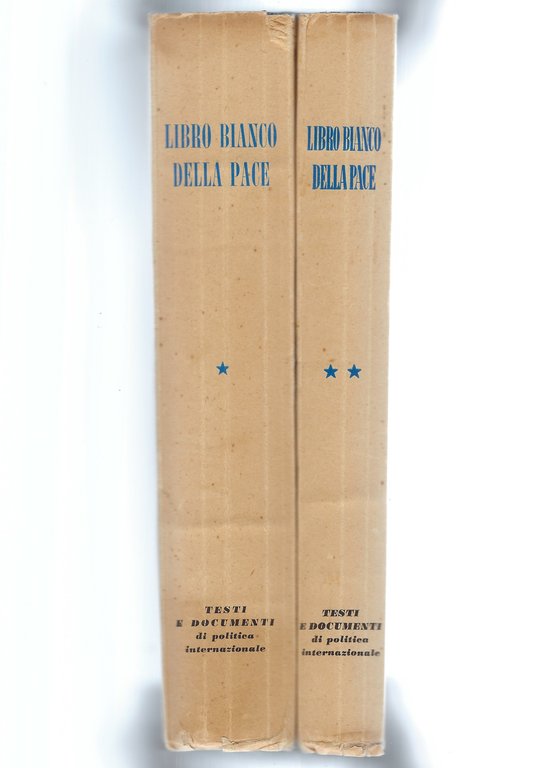 LIBRO BIANCO
DELLA PACE
TESTI
E DOCUMENTI
di politica
internazionale
LIBRO BIANCO
DELLA PACE
TESTI
E DOCUMENTI
di politica
internazionale